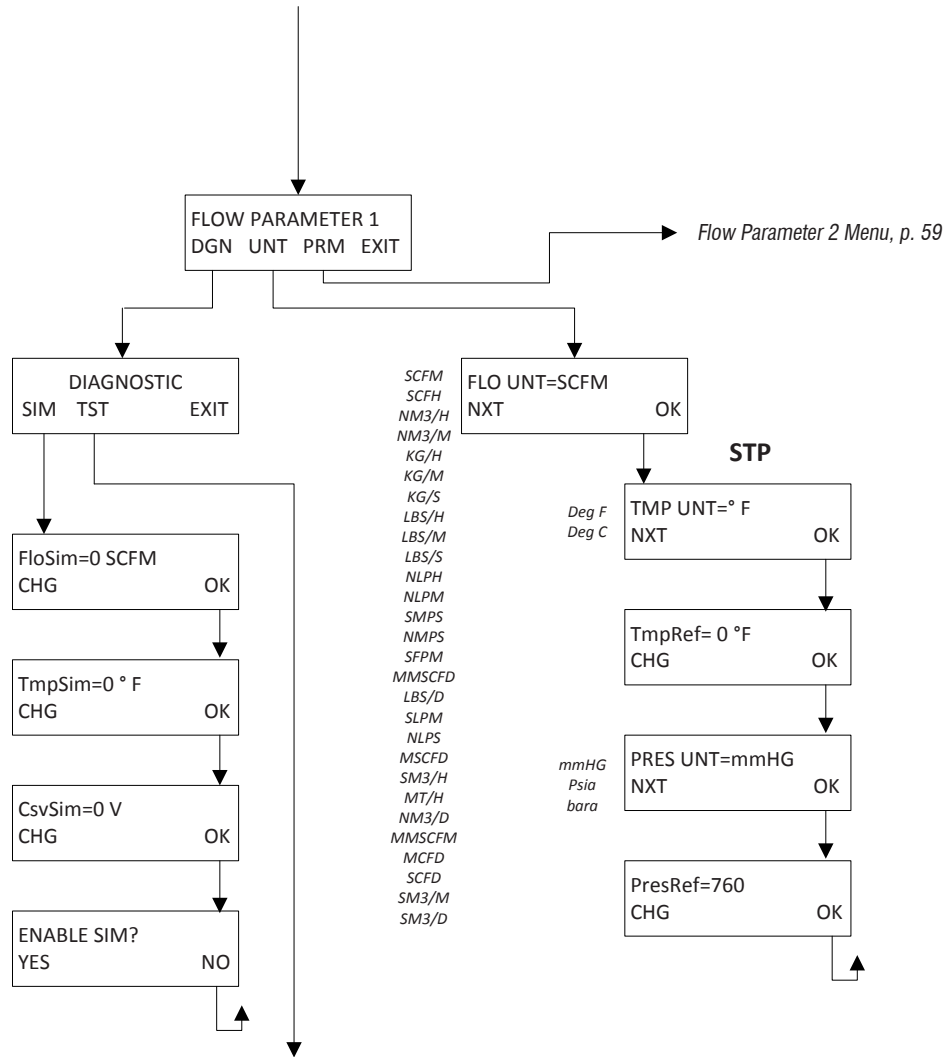 FLOW PARAMETER 1
DGN UNT PRM EXIT
Flow Parameter 2 Menu, p. 59
DIAGNOSTIC
SIM TST EXIT
FloSim=0 SCFM
CHG OK
TmpSim=0 ° F
CHG OK
CsvSim=0 V
CHG OK
ENABLE SIM?
YES NO
SCFM
SCFH
NM3/H
NM3/M
KG/H
KG/M
KG/S
LBS/H
LBS/M
LBS/S
NLPH
NLPM
SMPS
NMPS
SFPM
MMSCFD
LBS/D
SLPM
NLPS
MSCFD
SM3/H
MT/H
NM3/D
MMSCFM
MCFD
SCFD
SM3/M
SM3/D
FLO UNT=SCFM
NXT OK
STP
Deg F
Deg C
TMP UNT=° F
NXT OK
TmpRef= 0 °F
CHG OK
mmHG
Psia
bara
PRES UNT=mmHG
NXT OK
PresRef=760
CHG OK